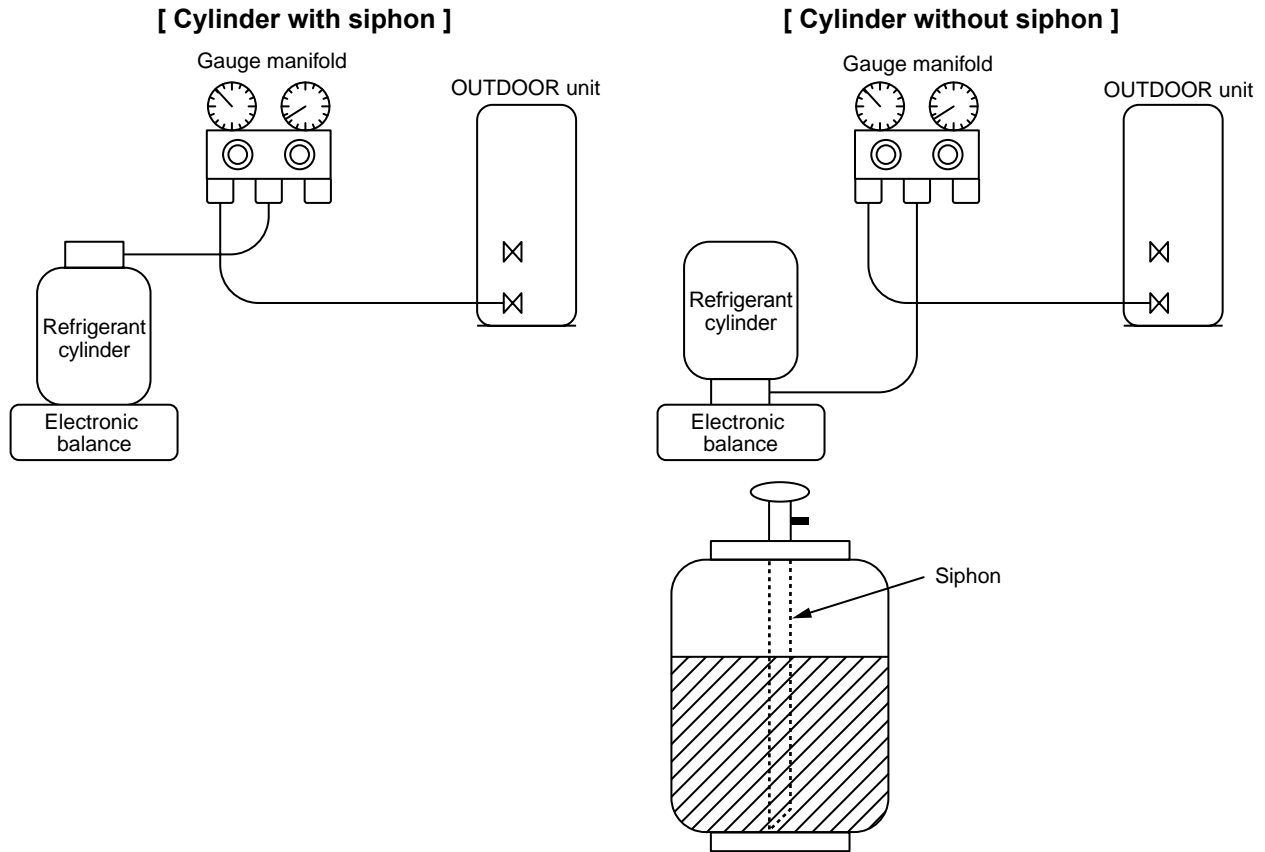 [ Cylinder with siphon ]
Gauge manifold
OUTDOOR unit
Refrigerant
cylinder
Electronic
balance
[ Cylinder without siphon ]
Gauge manifold
OUTDOOR unit
Refrigerant
cylinder
Electronic
balance
Siphon